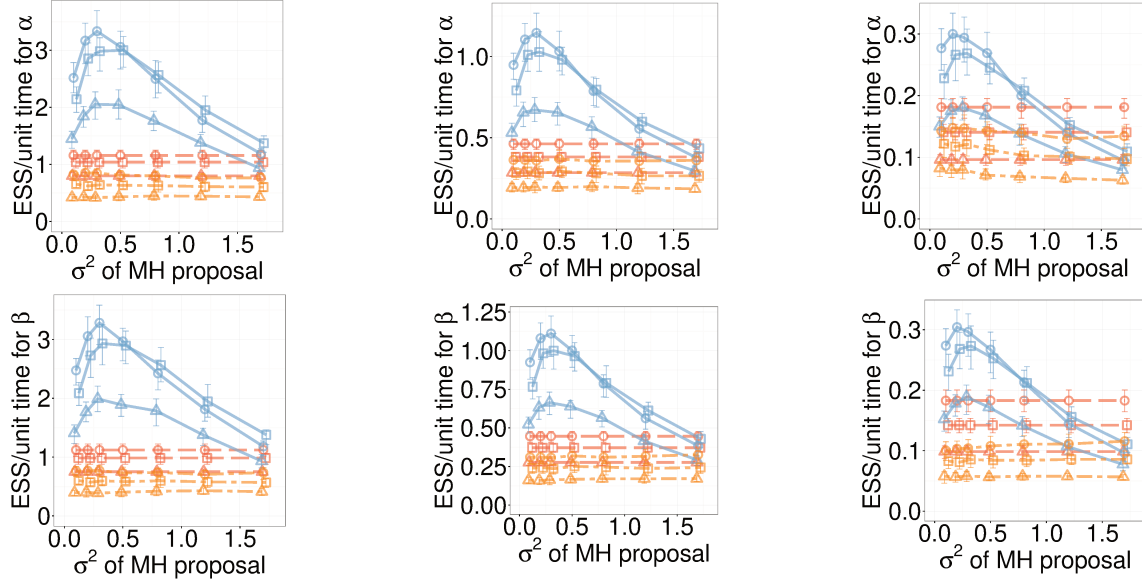 ESS/unit time for α
3
2
1
0
0.0 0.5 1.0 1.5
σ² of MH proposal
ESS/unit time for α
1.0
0.5
0.0
0.0 0.5 1.0 1.5
σ² of MH proposal
ESS/unit time for α
0.3
0.2
0.1
0.0
0.0 0.5 1.0 1.5
σ² of MH proposal
ESS/unit time for β
3
2
1
0
0.0 0.5 1.0 1.5
σ² of MH proposal
ESS/unit time for β
1.25
1.00
0.75
0.50
0.25
0.00
0.0 0.5 1.0 1.5
σ² of MH proposal
ESS/unit time for β
0.3
0.2
0.1
0.0
0.0 0.5 1.0 1.5
σ² of MH proposal